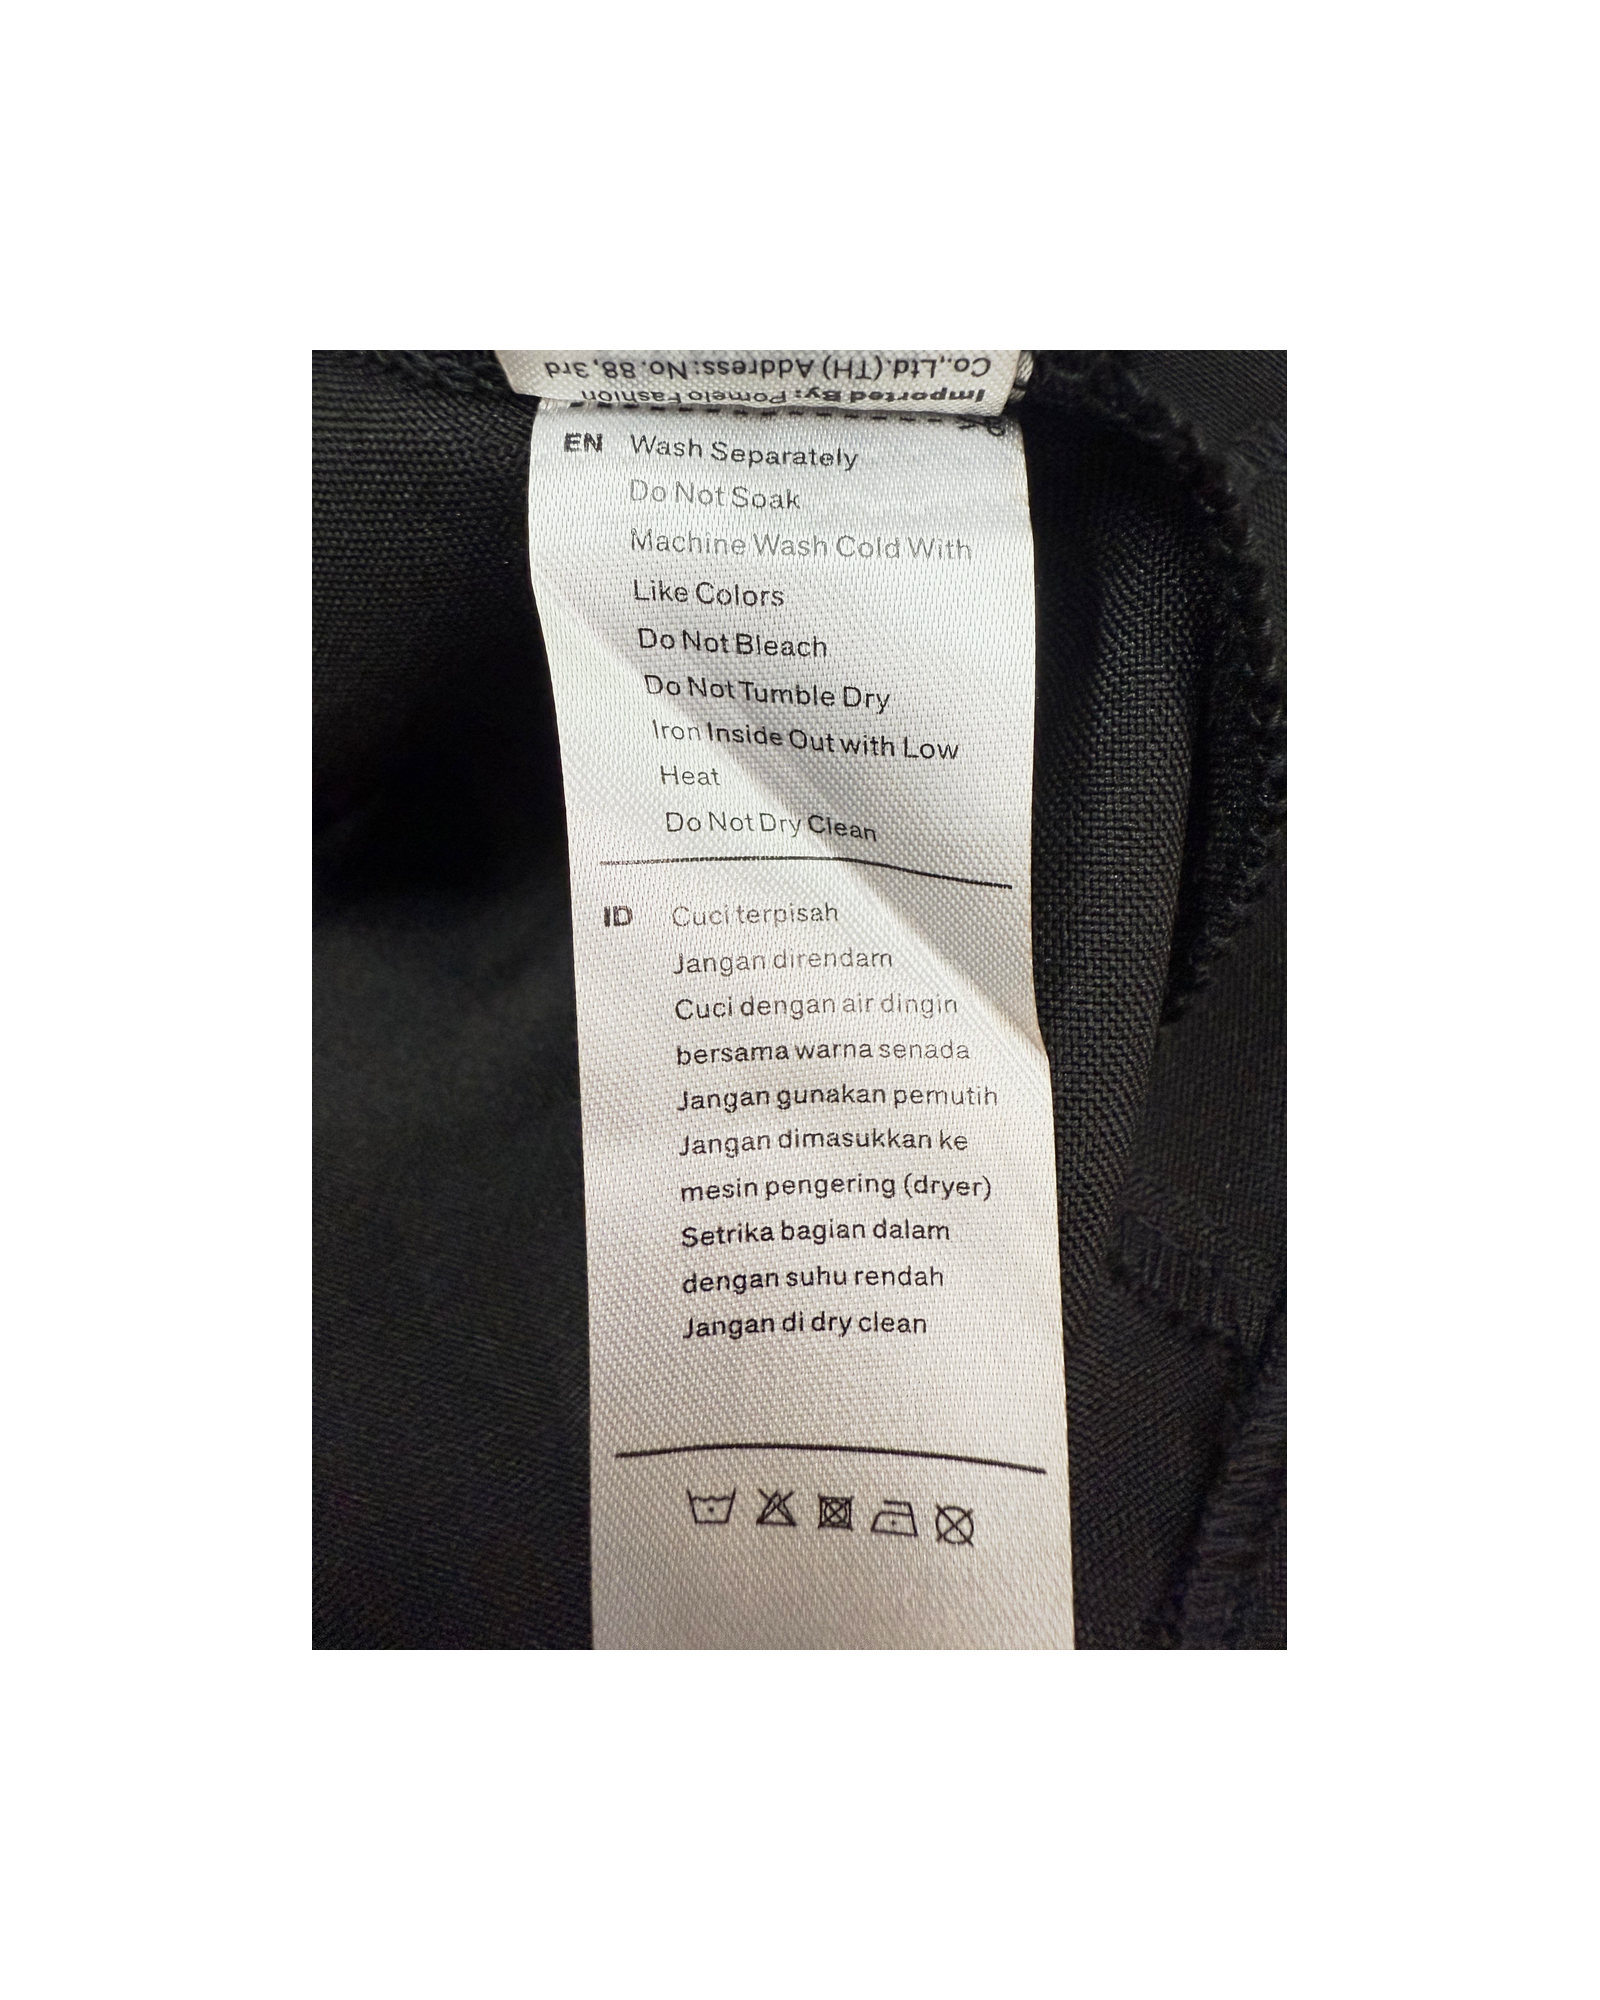 Co.,Ltd.(TH) Address:No.88,3rd
Imported By: Pomelo Fashion
EN Wash Separately
Do Not Soak
Machine Wash Cold With
Like Colors
Do Not Bleach
Do Not Tumble Dry
Iron Inside Out with Low
Heat
Do Not Dry Clean
ID Cuci terpisah
Jangan direndam
Cuci dengan air dingin
bersama warna senada
Jangan gunakan pemutih
Jangan dimasukkan ke
mesin pengering (dryer)
Setrika bagian dalam
dengan suhu rendah
Jangan di dry clean